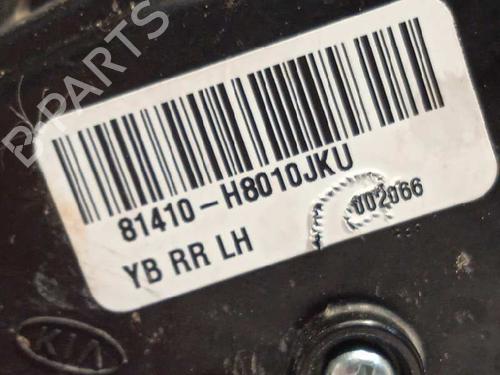 B-PARTS
81410-H8010JKU
002066
YB RR LH
KIA